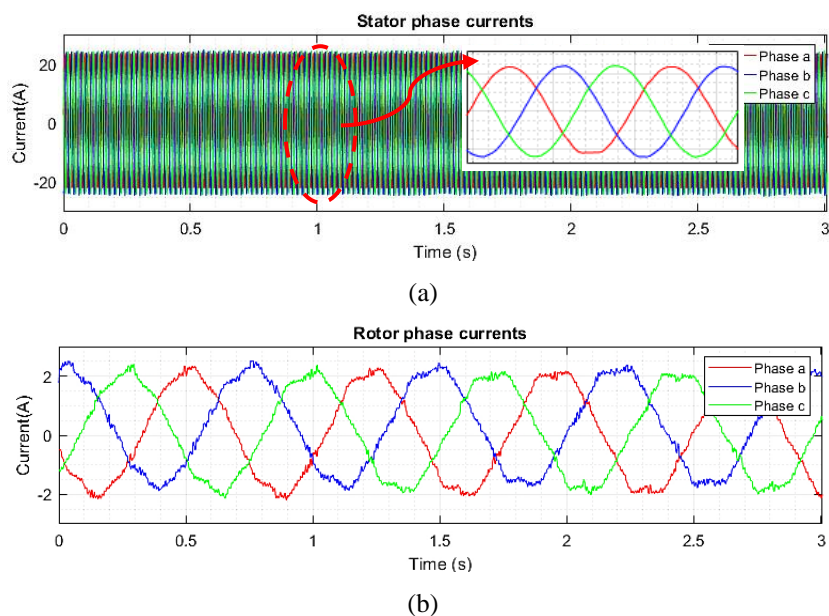 Stator phase currents
Current(A)
20
0
-20
Phase a
Phase b
Phase c
0 0.5 1 1.5 2 2.5 3
Time (s)
(a)
Rotor phase currents
Current(A)
2
0
-2
Phase a
Phase b
Phase c
0 0.5 1 1.5 2 2.5 3
Time (s)
(b)